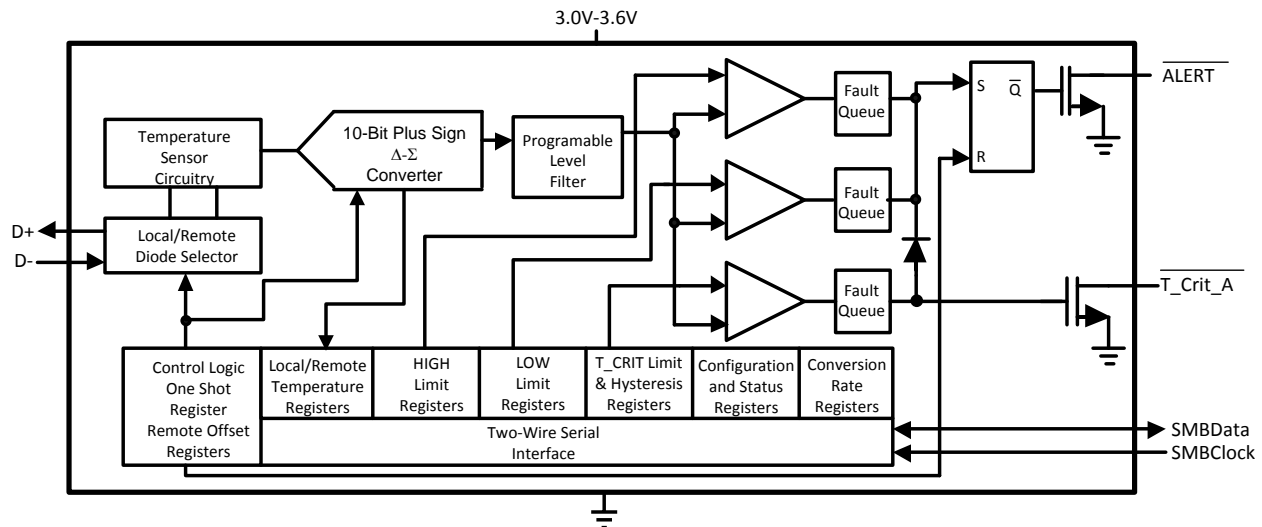 3.0V-3.6V
ALERT
Fault
Queue
S
Q
R
Temperature
Sensor
Circuitry
10-Bit Plus Sign
Δ-Σ
Converter
Programable
Level
Filter
Fault
Queue
D+
D-
Local/Remote
Diode Selector
Fault
Queue
T_Crit_A
Control Logic
One Shot
Register
Remote Offset
Registers
Local/Remote
Temperature
Registers
HIGH
Limit
Registers
LOW
Limit
Registers
T_CRIT Limit
& Hysteresis
Registers
Configuration
and Status
Registers
Conversion
Rate
Registers
Two-Wire Serial
Interface
SMBData
SMBClock